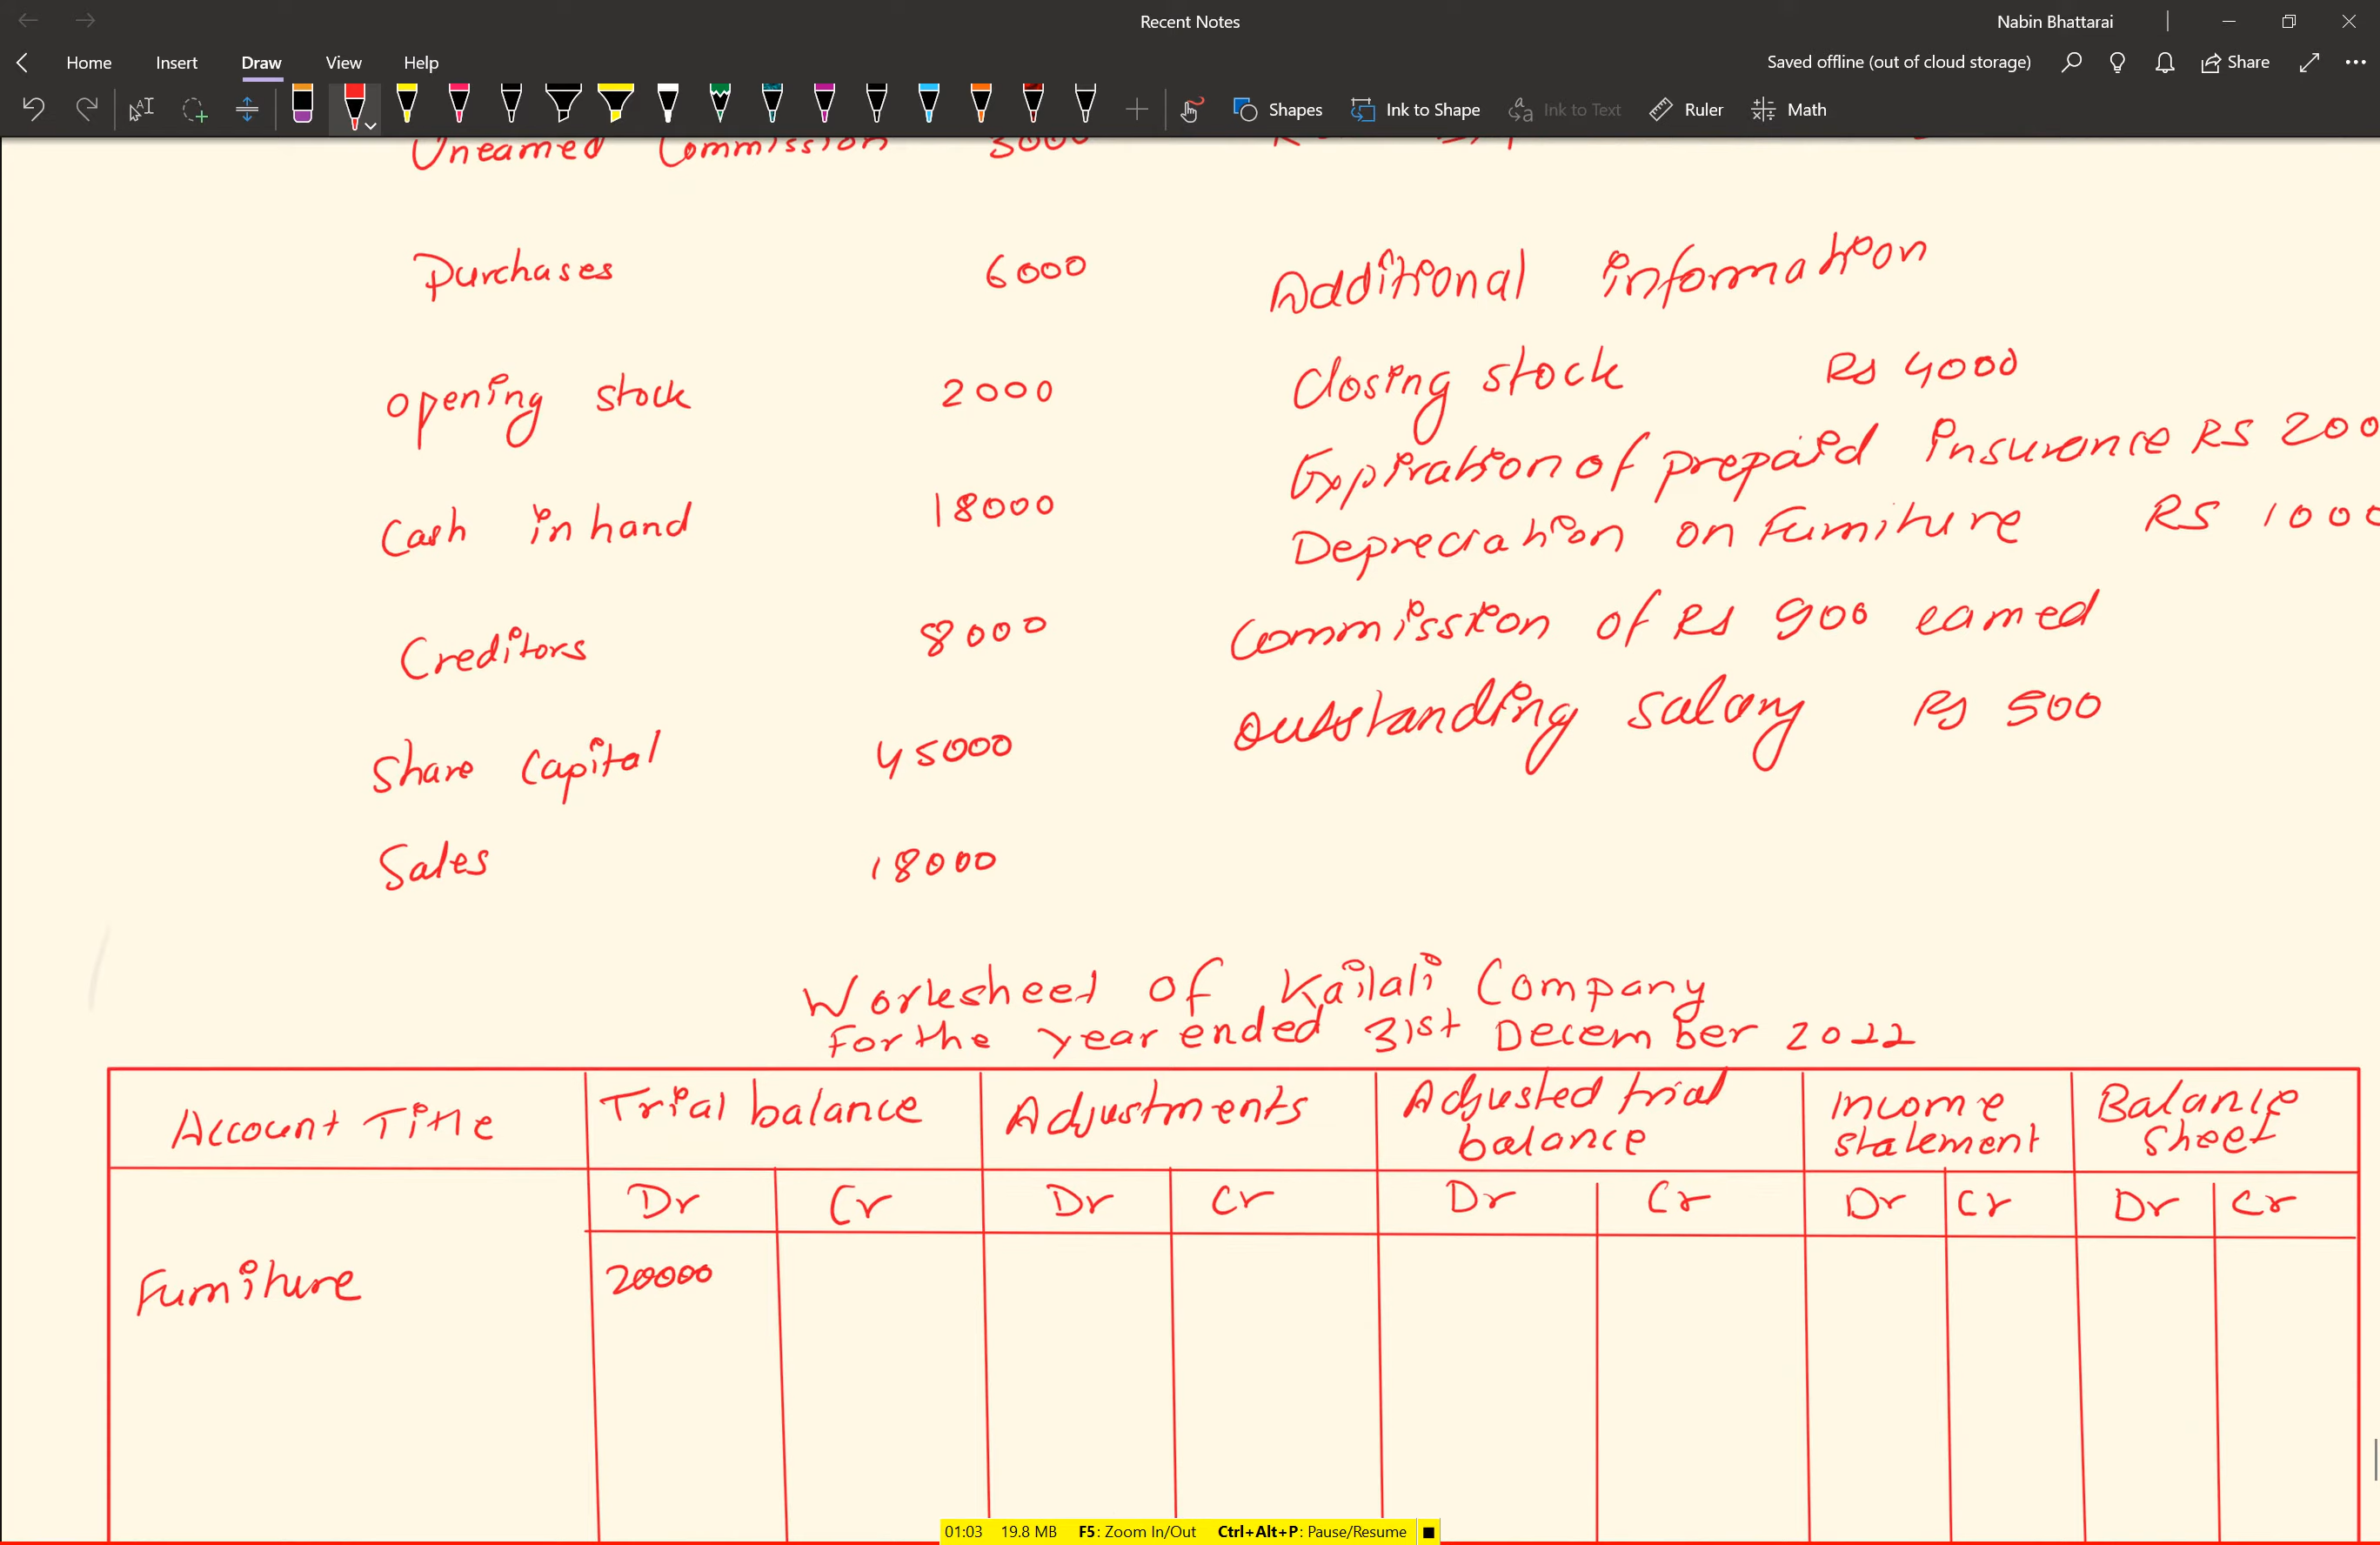 Recent Notes
Nabin Bhattarai
Home Insert Draw View Help
Saved offline (out of cloud storage)
Share
Shapes Ink to Shape Ink to Text Ruler Math
Unearned Commission 3000
Purchases 6000
Additional information
Opening stock 2000
Closing stock Rs 4000
Expiration of prepaid insurance RS 200
Cash in hand 18000
Depreciation on Furniture RS 1000
Creditors 8000
Commission of Rs 900 earned
Share Capital 45000
Outstanding salary Rs 500
Sales 18000
Worksheet of Kailali Company
For the year ended 31st December 2022
Account Title Trial balance Adjustments Adjusted trial balance Income statement Balance sheet
Dr Cr Dr Cr Dr Cr Dr Cr Dr Cr
Furniture 20000
01:03 19.8 MB F5: Zoom In/Out Ctrl+Alt+P: Pause/Resume